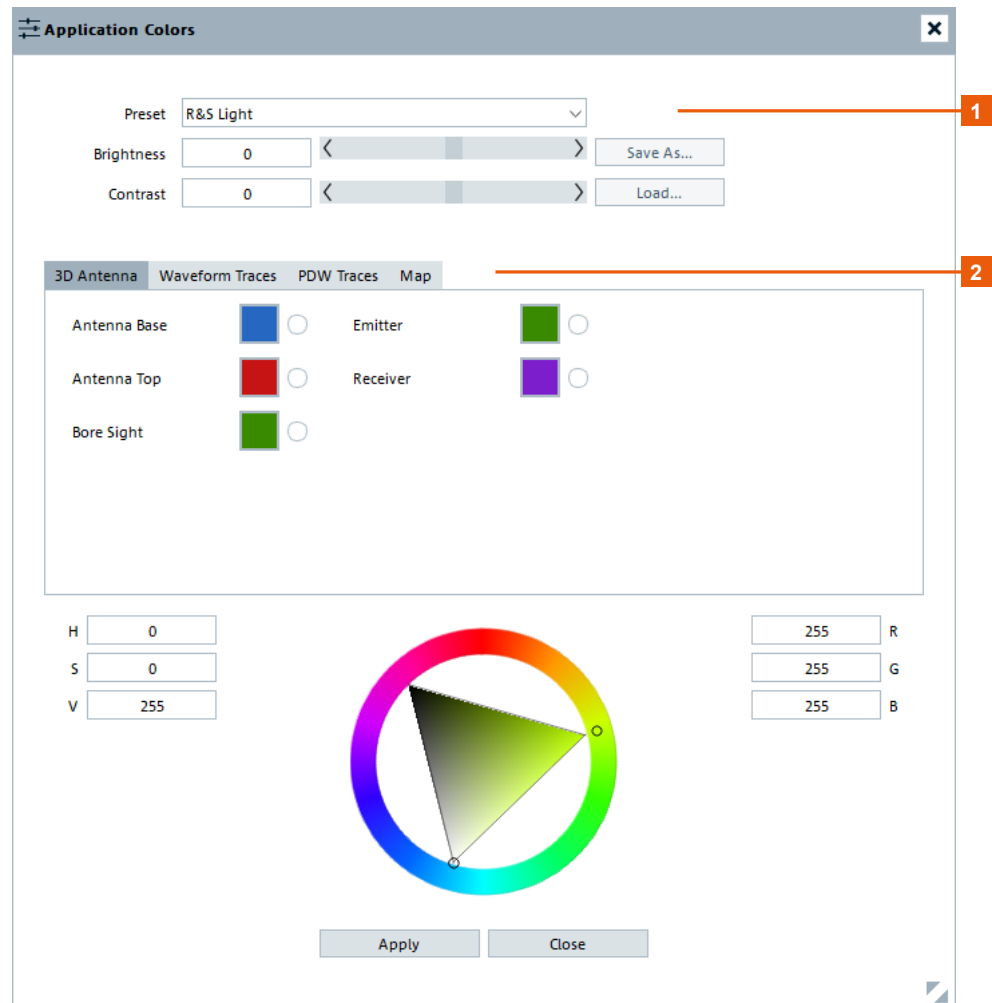 Application Colors
Preset R&S Light 1
Brightness 0 Save As...
Contrast 0 Load...
3D Antenna Waveform Traces PDW Traces Map 2
Antenna Base Emitter
Antenna Top Receiver
Bore Sight
H 0 255 R
S 0 255 G
V 255 255 B
Apply Close